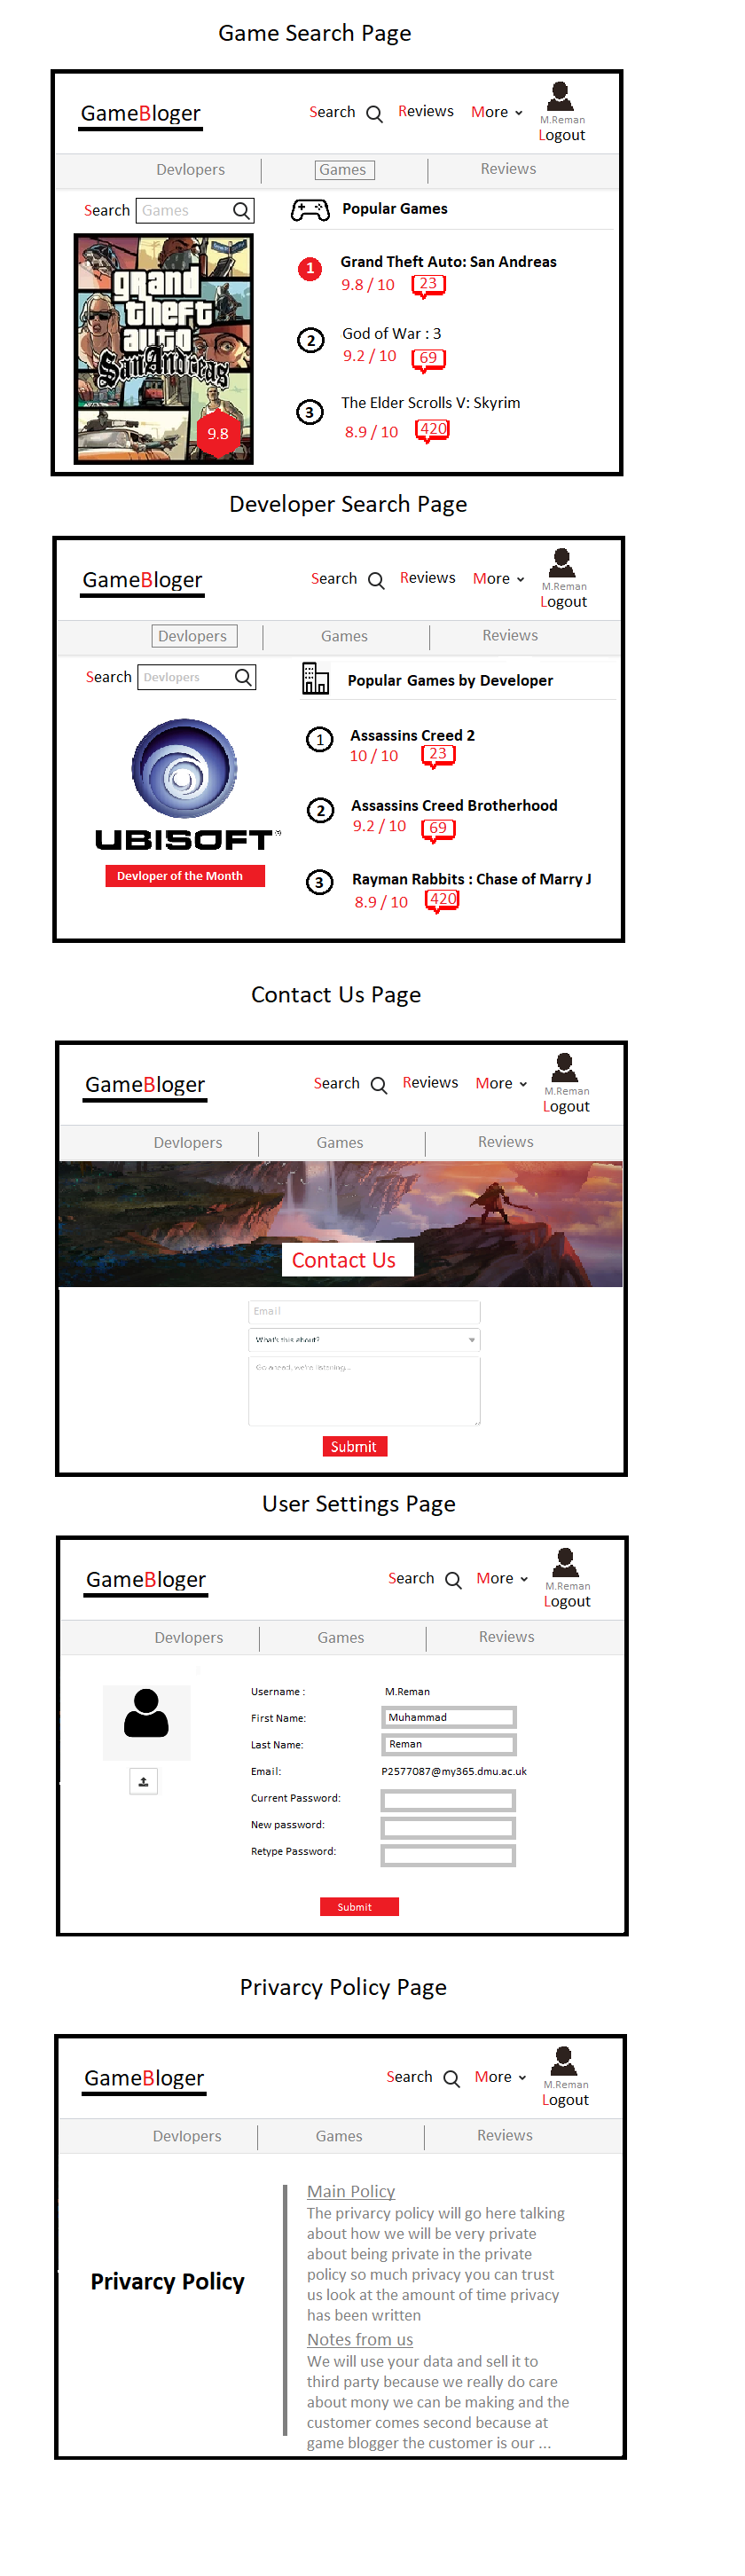 Game Search Page
GameBloger
Search Reviews More
M.Reman
Logout
Devlopers Games Reviews
Search Games
Popular Games
grand
theft
auto
San Andreas
9.8
1 Grand Theft Auto: San Andreas
9.8 / 10 23
2 God of War : 3
9.2 / 10 69
3 The Elder Scrolls V: Skyrim
8.9 / 10 420
Developer Search Page
GameBloger
Search Reviews More
M.Reman
Logout
Devlopers Games Reviews
Search Devlopers
Popular Games by Developer
UBISOFT
Devloper of the Month
1 Assassins Creed 2
10 / 10 23
2 Assassins Creed Brotherhood
9.2 / 10 69
3 Rayman Rabbits : Chase of Marry J
8.9 / 10 420
Contact Us Page
GameBloger
Search Reviews More
M.Reman
Logout
Devlopers Games Reviews
Contact Us
Email
What's this about?
Go ahead, we're listening...
Submit
User Settings Page
GameBloger
Search More
M.Reman
Logout
Devlopers Games Reviews
Username : M.Reman
First Name: Muhammad
Last Name: Reman
Email: P2577087@my365.dmu.ac.uk
Current Password:
New password:
Retype Password:
Submit
Privarcy Policy Page
GameBloger
Search More
M.Reman
Logout
Devlopers Games Reviews
Privarcy Policy
Main Policy
The privarcy policy will go here talking
about how we will be very private
about being private in the private
policy so much privacy you can trust
us look at the amount of time privacy
has been written
Notes from us
We will use your data and sell it to
third party because we really do care
about mony we can be making and the
customer comes second because at
game blogger the customer is our ...